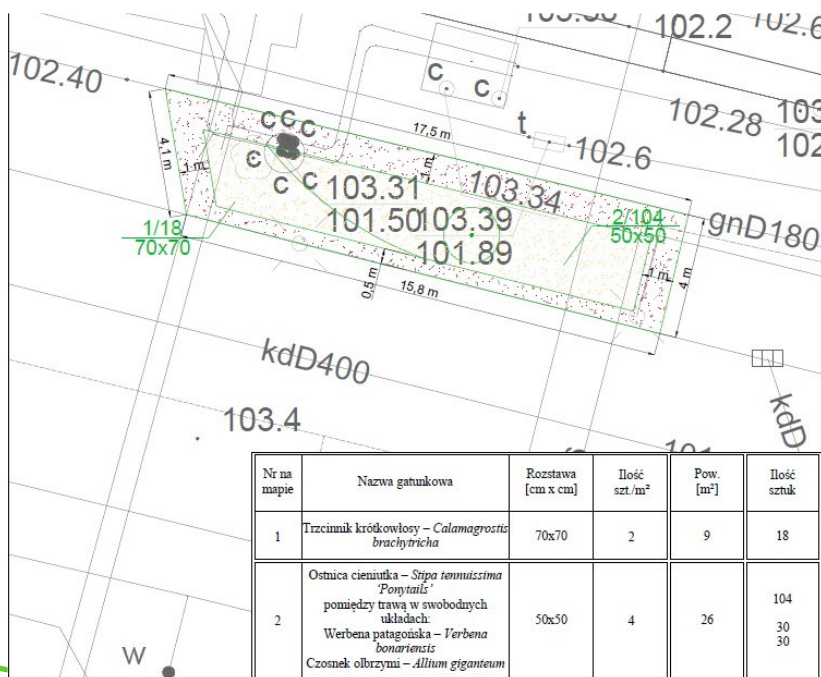 103.38
102.2
102.6
102.40
c
c
102.28
103
102
17,5 m
t
102.6
c
c
c
4,1 m
1 m
c
c
c
1 m
103.31
103.34
101.50
103.39
101.89
1/18
70x70
2/104
50x50
gnD180
1 m
4 m
0,5 m
15,8 m
kdD400
kdD
103.4
w
Nr na mapie
Nazwa gatunkowa
Rozstawa [cm x cm]
Ilość szt./m²
Pow. [m²]
Ilość sztuk
1
Trzcinnik krótkowłosy – Calamagrostis
brachytricha
70x70
2
9
18
2
Ostnica cieniutka – Stipa tennuissima
'Ponytails'
pomiędzy trawą w swobodnych
układach:
Werbena patagońska – Verbena
bonariensis
Czosnek olbrzymi – Allium giganteum
50x50
4
26
104
30
30